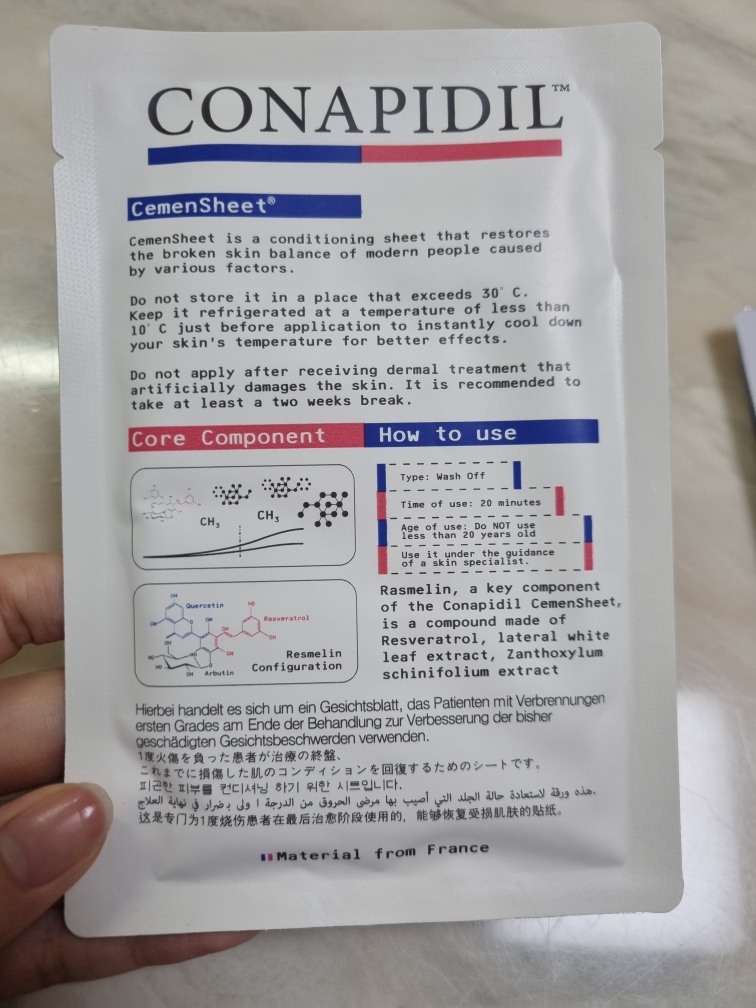 CONAPIDIL™
CemenSheet®
CemenSheet is a conditioning sheet that restores
the broken skin balance of modern people caused
by various factors.
Do not store it in a place that exceeds 30°C.
Keep it refrigerated at a temperature of less than
10°C just before application to instantly cool down
your skin's temperature for better effects.
Do not apply after receiving dermal treatment that
artificially damages the skin. It is recommended to
take at least a two weeks break.
Core Component
How to use
CH₃
CH₃
Type: Wash Off
Time of use: 20 minutes
Age of use: Do NOT use
less than 20 years old
Use it under the guidance
of a skin specialist.
Quercetin
Resveratrol
Arbutin
Resmelin
Configuration
Rasmelin, a key component
of the Conapidil CemenSheet,
is a compound made of
Resveratrol, lateral white
leaf extract, Zanthoxylum
schinifolium extract
Hierbei handelt es sich um ein Gesichtsblatt, das Patienten mit Verbrennungen
ersten Grades am Ende der Behandlung zur Verbesserung der bisher
geschädigten Gesichtsbeschwerden verwenden.
1度火傷を負った患者が治療の終盤、
これまでに損傷した肌のコンディションを回復するためのシートです。
피곤한 피부를 컨디셔닝 하기 위한 시트입니다.
هذه ورقة لاستعادة حالة الجلد التي أصيب بها مرضى الحروق من الدرجة ا ولى بضرار في نهاية العلاج.
这是专门为1度烧伤患者在最后治愈阶段使用的，能够恢复受损肌肤的贴纸。
Material from France